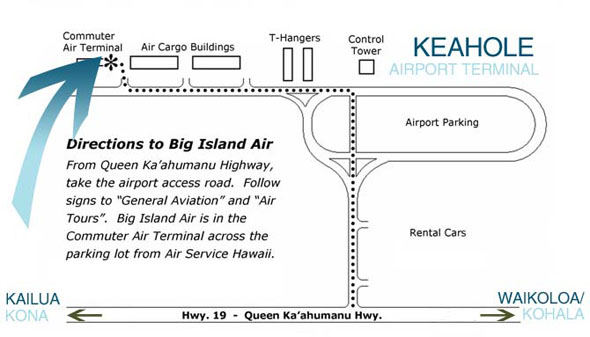 Commuter
Air Terminal
Air Cargo Buildings
T-Hangers
Control
Tower
KEAHOLE
AIRPORT TERMINAL
Airport Parking
Directions to Big Island Air
From Queen Ka'ahumanu Highway,
take the airport access road. Follow
signs to "General Aviation" and "Air
Tours". Big Island Air is in the
Commuter Air Terminal across the
parking lot from Air Service Hawaii.
Rental Cars
KAILUA
KONA
Hwy. 19 - Queen Ka'ahumanu Hwy.
WAIKOLOA/
KOHALA